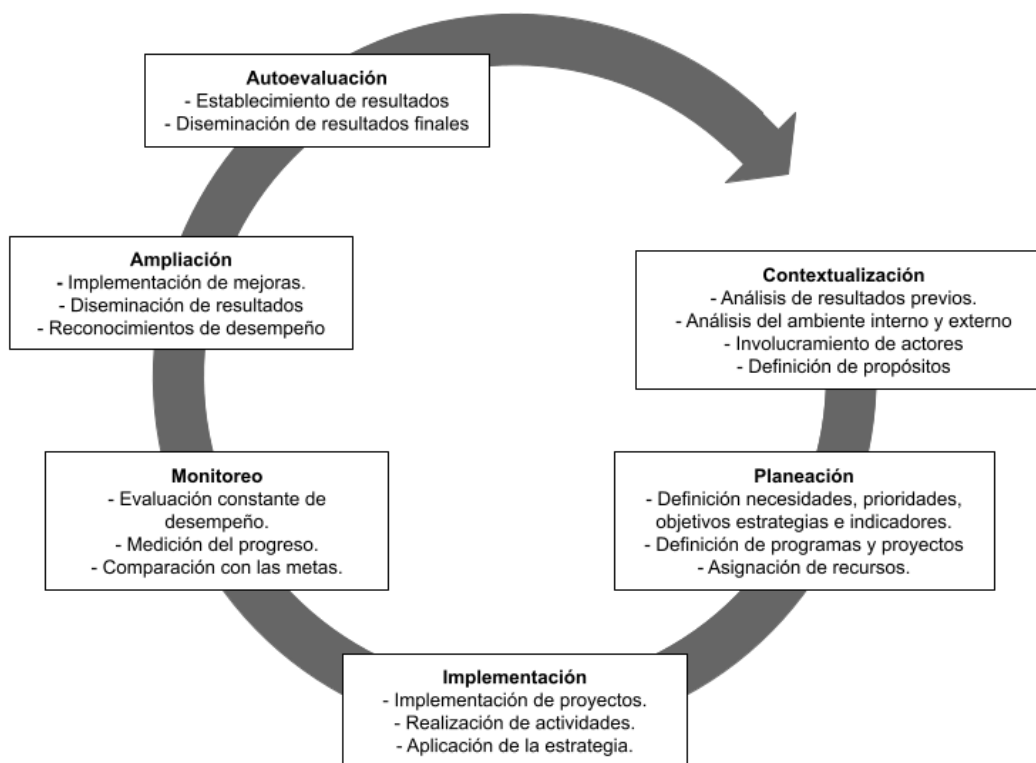 Autoevaluación
- Establecimiento de resultados
- Diseminación de resultados finales
Ampliación
- Implementación de mejoras.
- Diseminación de resultados
- Reconocimientos de desempeño
Contextualización
- Análisis de resultados previos.
- Análisis del ambiente interno y externo
- Involucramiento de actores
- Definición de propósitos
Monitoreo
- Evaluación constante de
desempeño.
- Medición del progreso.
- Comparación con las metas.
Planeación
- Definición necesidades, prioridades,
objetivos estrategias e indicadores.
- Definición de programas y proyectos
- Asignación de recursos.
Implementación
- Implementación de proyectos.
- Realización de actividades.
- Aplicación de la estrategia.